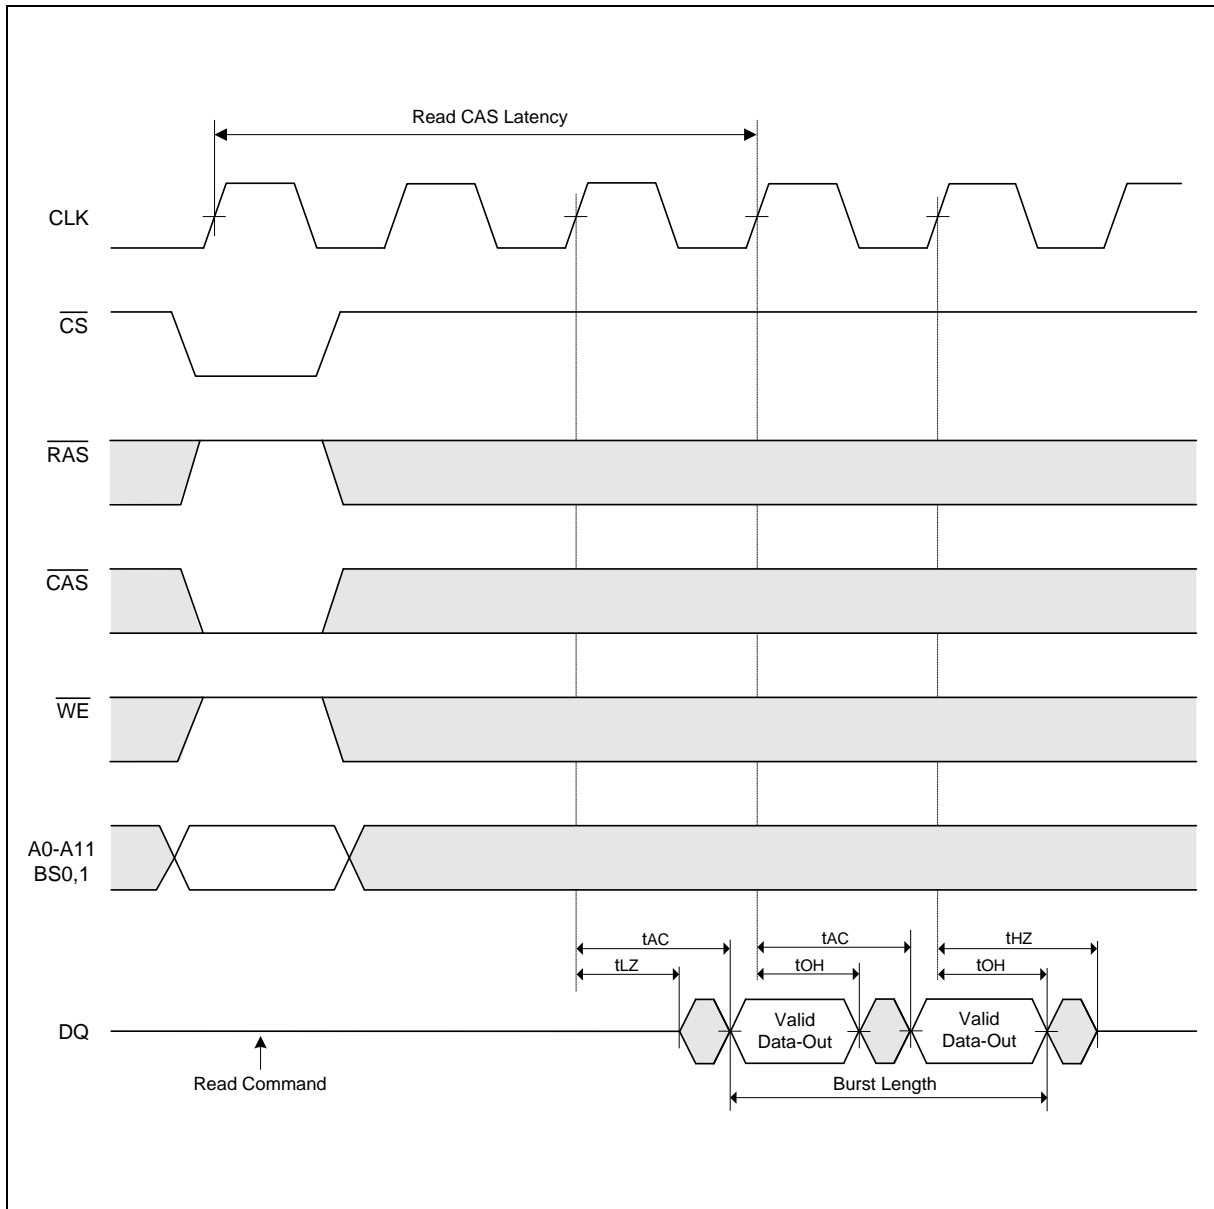 Read CAS Latency
CLK
CS
RAS
CAS
WE
A0-A11
BS0,1
tAC
tAC
tHZ
tLZ
tOH
tOH
DQ
Valid
Data-Out
Valid
Data-Out
Read Command
Burst Length